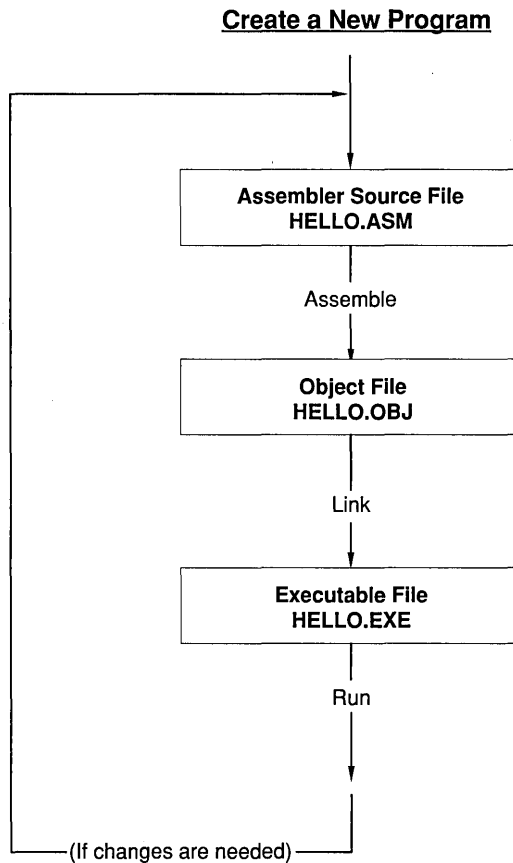 Create a New Program
Assembler Source File
HELLO.ASM
Assemble
Object File
HELLO.OBJ
Link
Executable File
HELLO.EXE
Run
(If changes are needed)